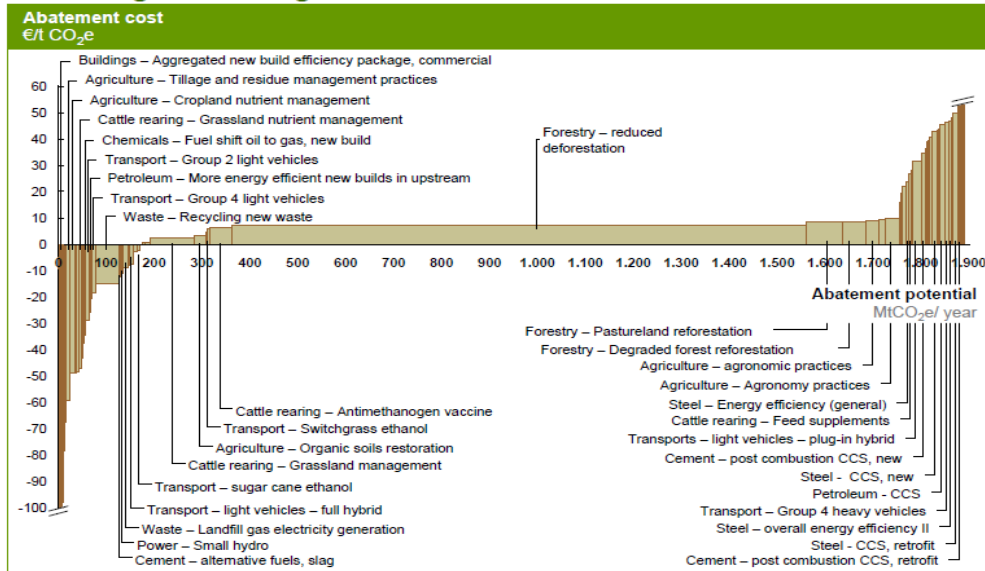 Abatement cost
€/t CO2e
Buildings – Aggregated new build efficiency package, commercial
Agriculture – Tillage and residue management practices
Agriculture – Cropland nutrient management
Cattle rearing – Grassland nutrient management
Chemicals – Fuel shift oil to gas, new build
Transport – Group 2 light vehicles
Petroleum – More energy efficient new builds in upstream
Transport – Group 4 light vehicles
Waste – Recycling new waste
Forestry – reduced
deforestation
60
50
40
30
20
10
0
-10
-20
-30
-40
-50
-60
-70
-80
-90
-100
0 100 200 300 400 500 600 700 800 900 1.000 1.100 1.200 1.300 1.400 1.500 1.600 1.700 1.800 1.900
Abatement potential
MtCO2e/ year
Forestry – Pastureland reforestation
Forestry – Degraded forest reforestation
Agriculture – agronomic practices
Agriculture – Agronomy practices
Steel – Energy efficiency (general)
Cattle rearing – Feed supplements
Transports – light vehicles – plug-in hybrid
Cement – post combustion CCS, new
Steel - CCS, new
Petroleum - CCS
Transport – Group 4 heavy vehicles
Steel – overall energy efficiency II
Steel - CCS, retrofit
Cement – post combustion CCS, retrofit
Cattle rearing – Antimethanogen vaccine
Transport – Switchgrass ethanol
Agriculture – Organic soils restoration
Cattle rearing – Grassland management
Transport – sugar cane ethanol
Transport – light vehicles – full hybrid
Waste – Landfill gas electricity generation
Power – Small hydro
Cement – alternative fuels, slag